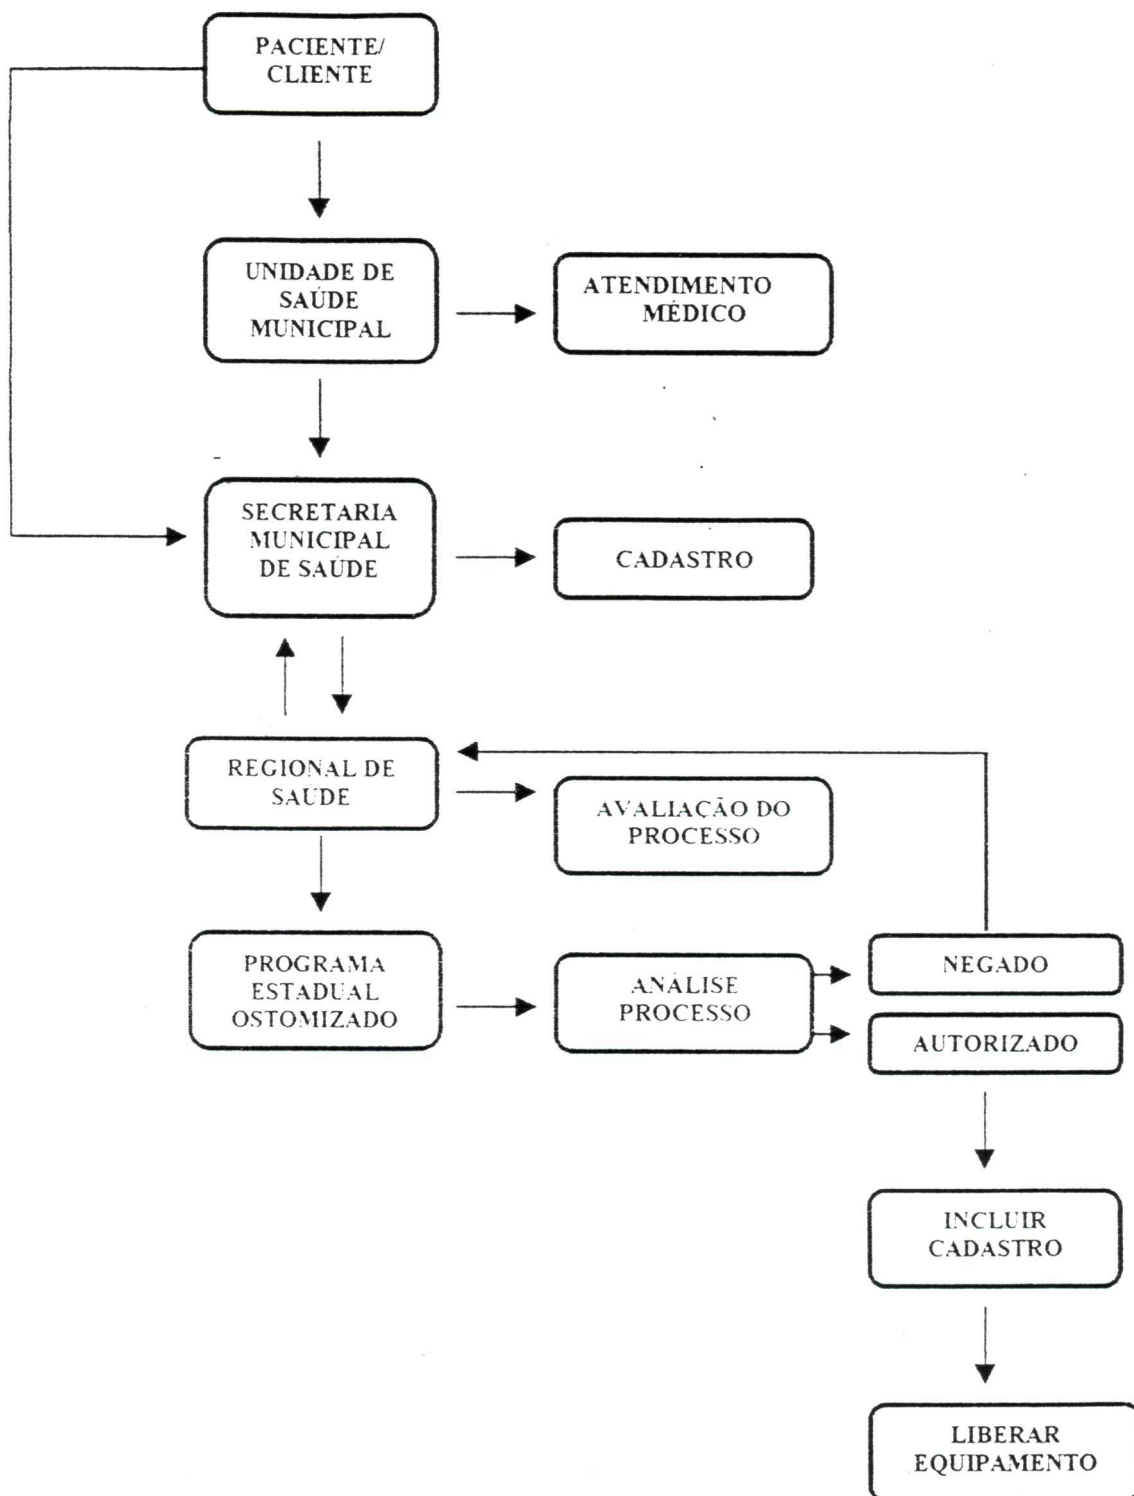 PACIENTE/
CLIENTE
UNIDADE DE
SAÚDE
MUNICIPAL
ATENDIMENTO
MÉDICO
SECRETARIA
MUNICIPAL
DE SAÚDE
CADASTRO
REGIONAL DE
SAÚDE
AVALIAÇÃO DO
PROCESSO
PROGRAMA
ESTADUAL
OSTOMIZADO
ANÁLISE
PROCESSO
NEGADO
AUTORIZADO
INCLUIR
CADASTRO
LIBERAR
EQUIPAMENTO